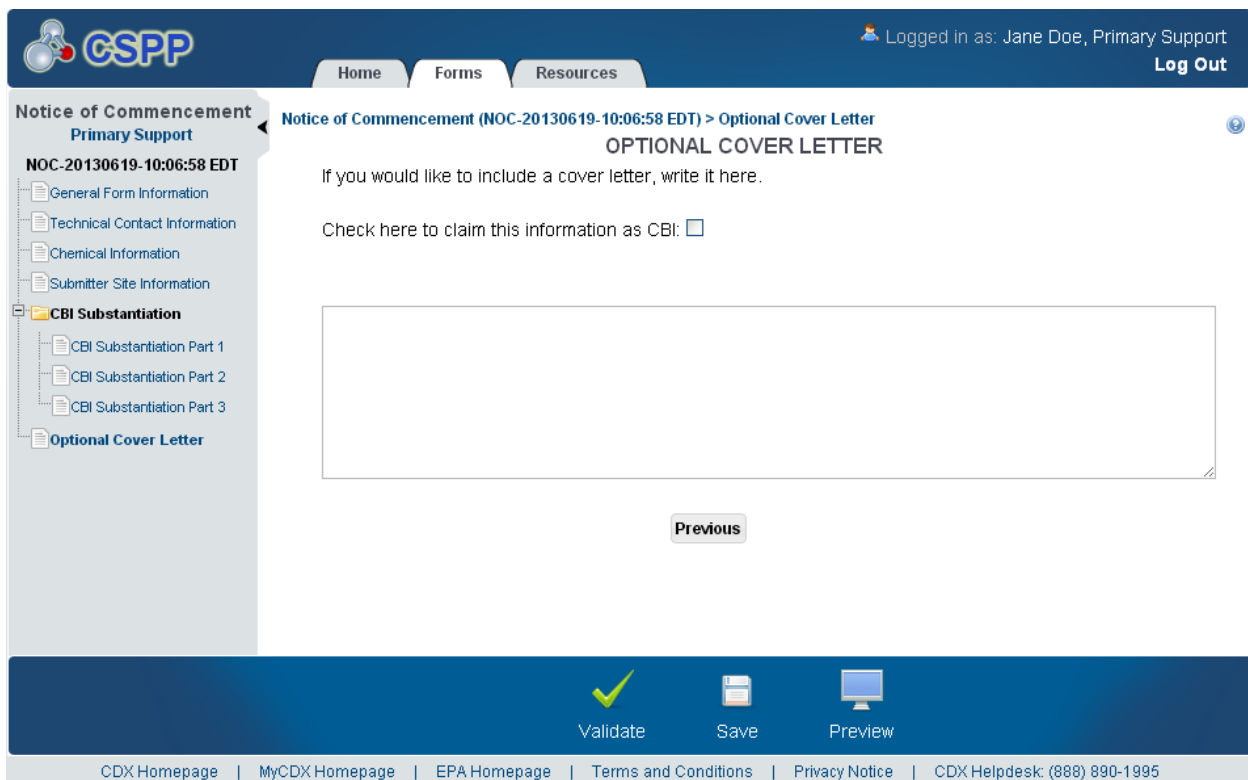 CSPP
Logged in as: Jane Doe, Primary Support
Log Out
Home Forms Resources
Notice of Commencement
Primary Support
NOC-20130619-10:06:58 EDT
General Form Information
Technical Contact Information
Chemical Information
Submitter Site Information
CBI Substantiation
CBI Substantiation Part 1
CBI Substantiation Part 2
CBI Substantiation Part 3
Optional Cover Letter
Notice of Commencement (NOC-20130619-10:06:58 EDT) > Optional Cover Letter
OPTIONAL COVER LETTER
If you would like to include a cover letter, write it here.
Check here to claim this information as CBI:
Previous
Validate Save Preview
CDX Homepage | MyCDX Homepage | EPA Homepage | Terms and Conditions | Privacy Notice | CDX Helpdesk: (888) 890-1995